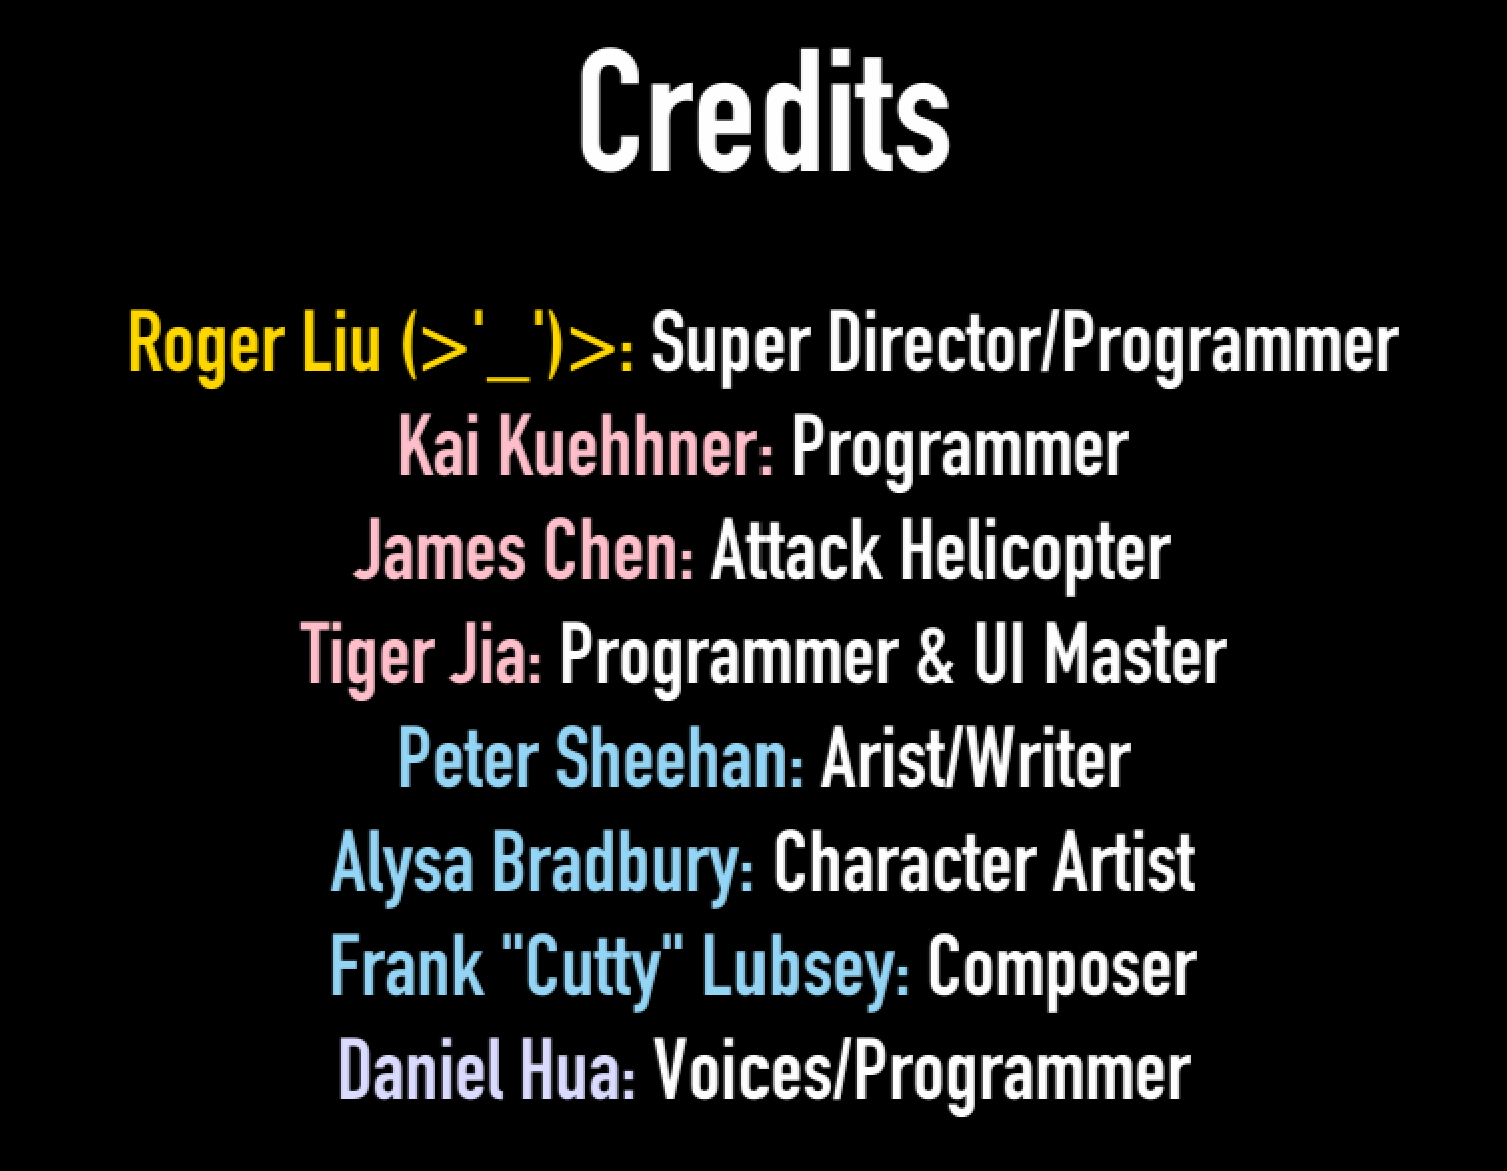 Credits
Roger Liu (>'_')>: Super Director/Programmer
Kai Kuehhner: Programmer
James Chen: Attack Helicopter
Tiger Jia: Programmer & UI Master
Peter Sheehan: Arist/Writer
Alysa Bradbury: Character Artist
Frank "Cutty" Lubsey: Composer
Daniel Hua: Voices/Programmer